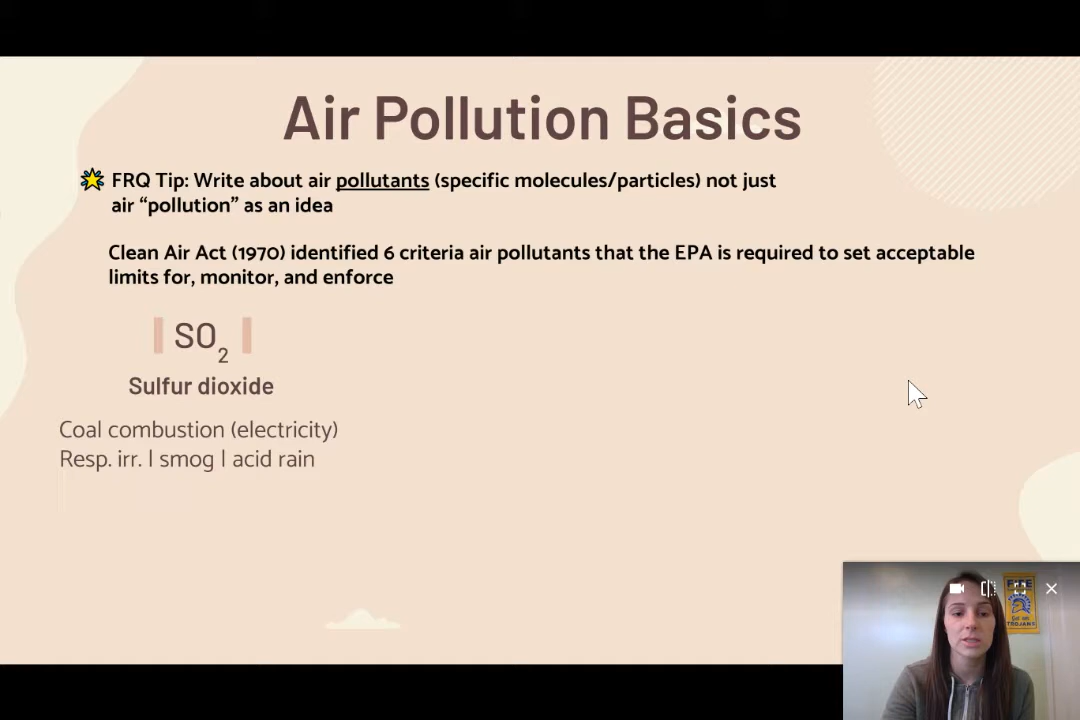 Air Pollution Basics
FRQ Tip: Write about air pollutants (specific molecules/particles) not just
air “pollution” as an idea
Clean Air Act (1970) identified 6 criteria air pollutants that the EPA is required to set acceptable
limits for, monitor, and enforce
SO2
Sulfur dioxide
Coal combustion (electricity)
Resp. irr. | smog | acid rain
TROJANS